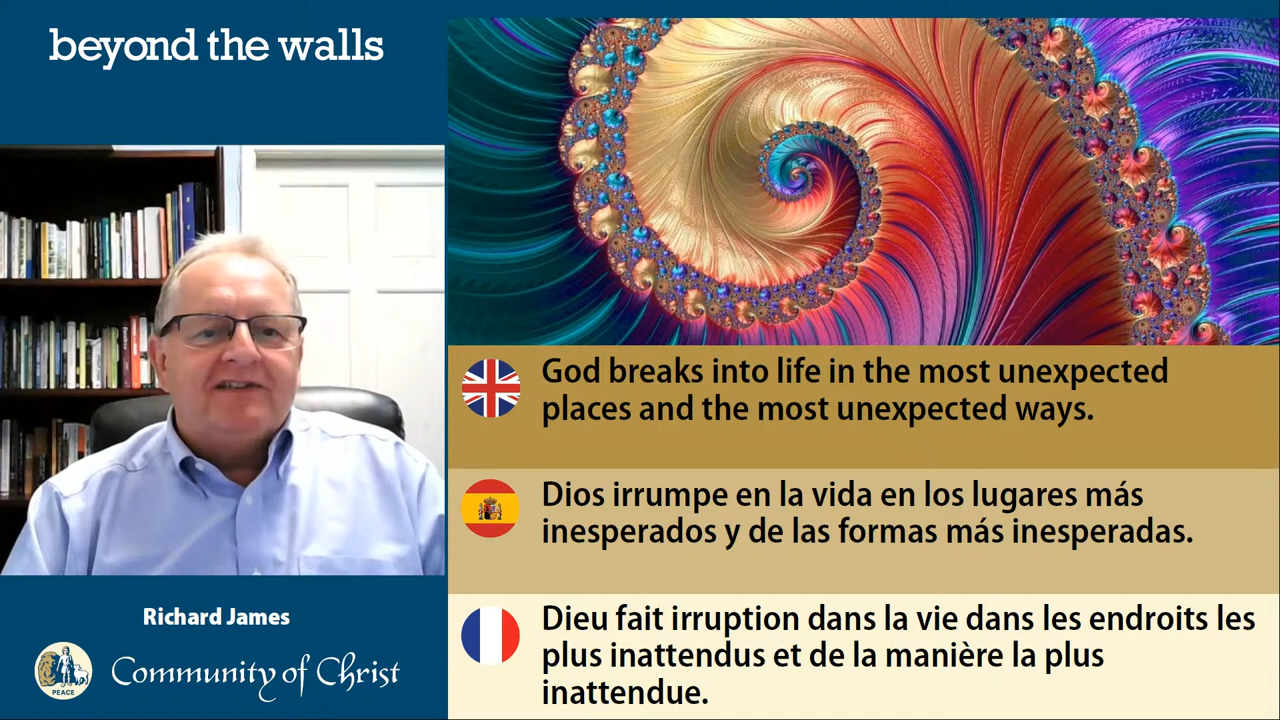 beyond the walls
God breaks into life in the most unexpected
places and the most unexpected ways.
Dios irrumpe en la vida en los lugares más
inesperados y de las formas más inesperadas.
Dieu fait irruption dans la vie dans les endroits les
plus inattendus et de la manière la plus
inattendue.
Richard James
PEACE
Community of Christ